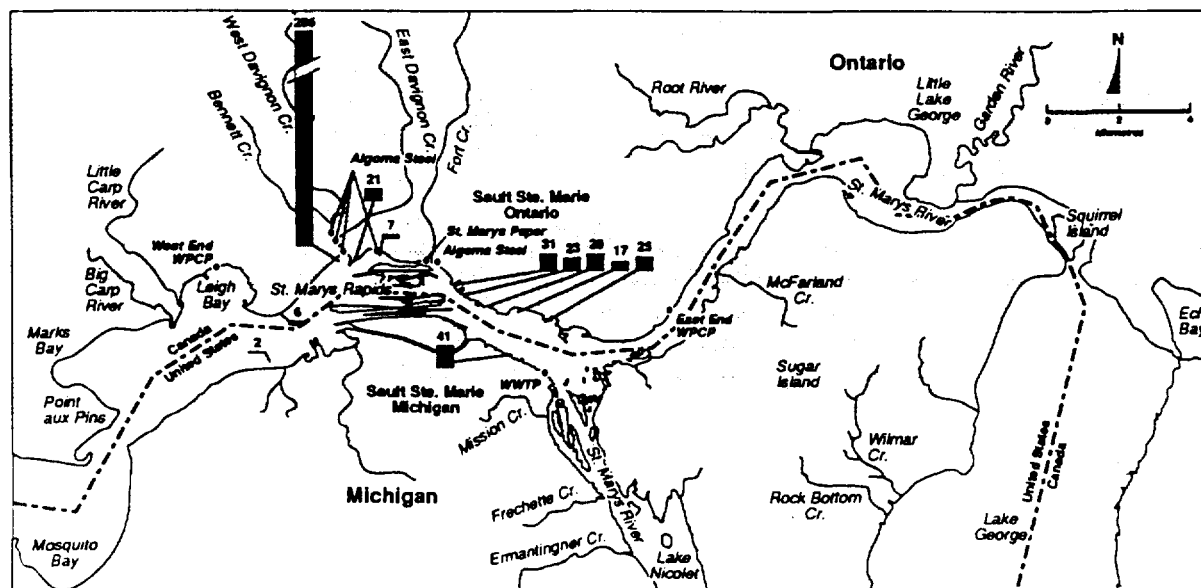 286
West Davignon Cr.
Bennett Cr.
East Davignon Cr.
Fort Cr.
Algoma Steel
21
7
Root River
Ontario
Little
Lake
George
Garden River
N
0 2 4
kilometres
Little
Carp
River
Big
Carp
River
West End
WPCP
Leigh
Bay
Marks
Bay
Point
aux Pins
Mosquito
Bay
Sault Ste. Marie
Ontario
St. Marys Paper
Algoma Steel
31 23 28 17 25
St. Marys Rapids
6
Canada
United States
2
41
Sault Ste. Marie
Michigan
Michigan
WWTP
Mission Cr.
Frechette Cr.
Ermantingner Cr.
St. Marys River
Lake
Nicolet
East End
WPCP
St. Marys River
Squirrel
Island
McFarland
Cr.
Sugar
Island
Wilmar
Cr.
Rock Bottom
Cr.
United States
Canada
Lake
George
Bay